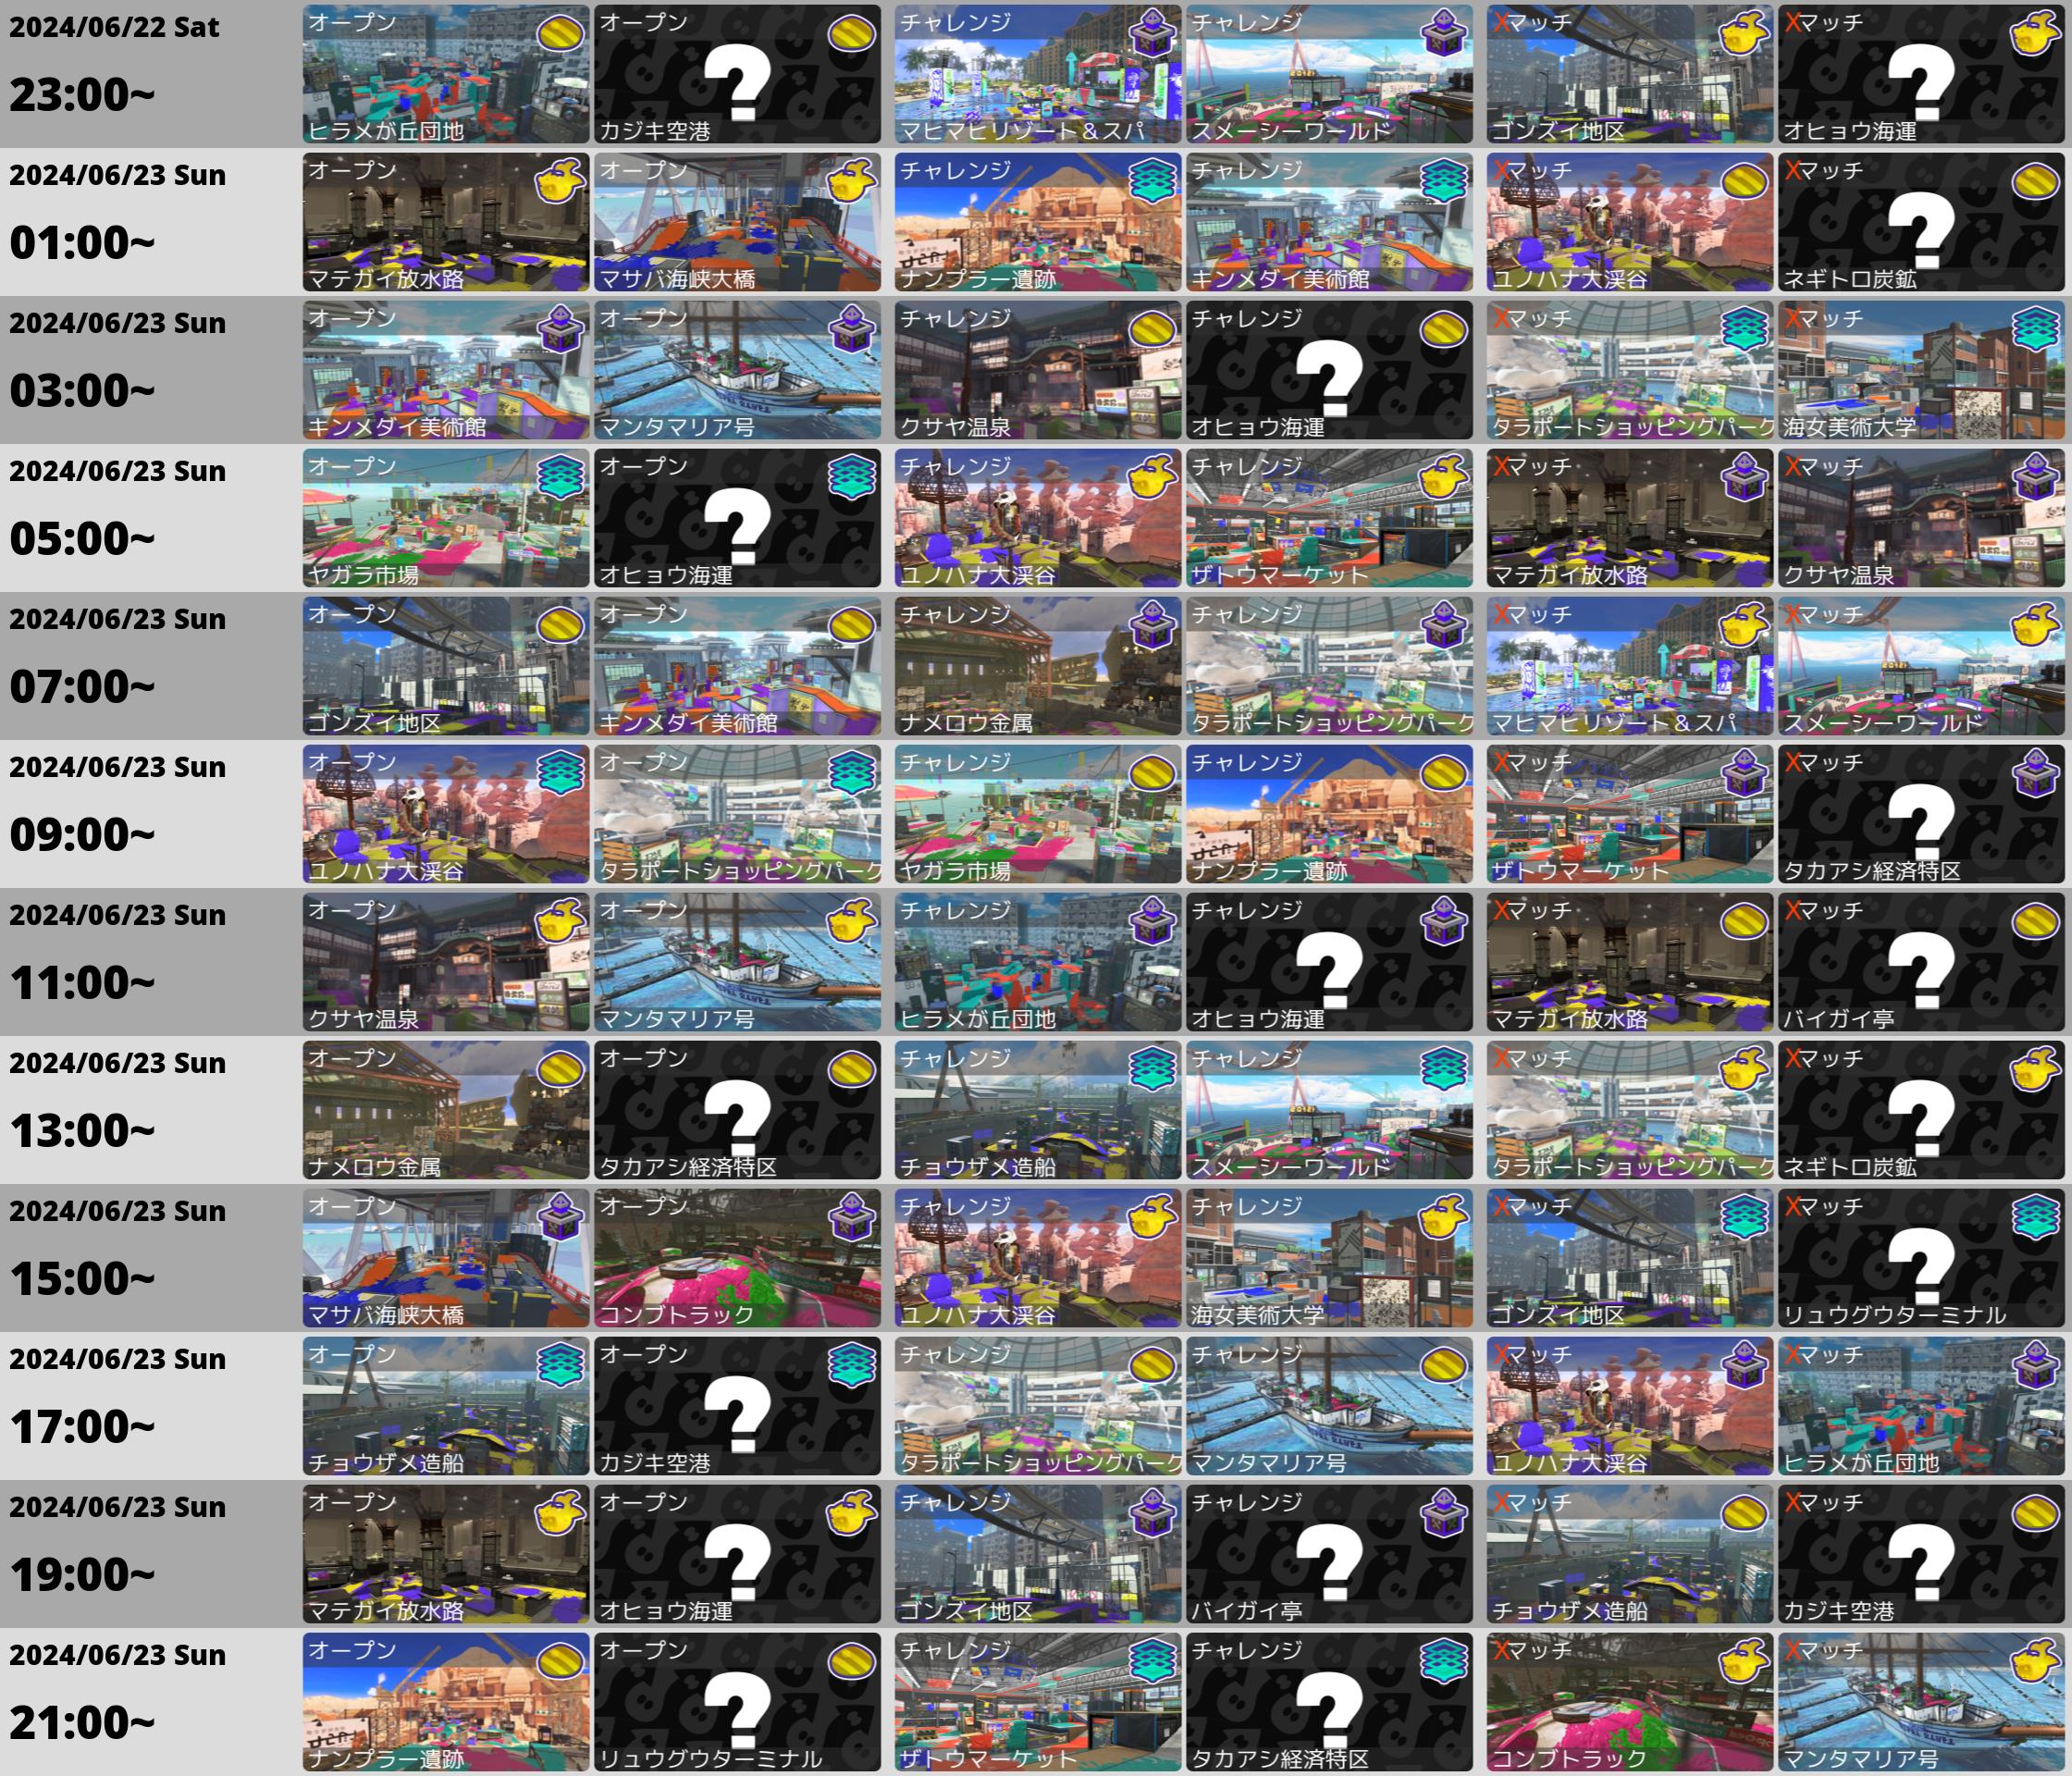 2024/06/22 Sat
23:00~
オープン
ヒラメが丘団地
オープン
カジキ空港
チャレンジ
マヒマヒリゾート＆スパ
チャレンジ
スメーシーワールド
Xマッチ
ゴンズイ地区
Xマッチ
オヒョウ海運
2024/06/23 Sun
01:00~
オープン
マテガイ放水路
オープン
マサバ海峡大橋
チャレンジ
ナンプラー遺跡
チャレンジ
キンメダイ美術館
Xマッチ
ユノハナ大渓谷
Xマッチ
ネギトロ炭鉱
2024/06/23 Sun
03:00~
オープン
キンメダイ美術館
オープン
マンタマリア号
チャレンジ
クサヤ温泉
チャレンジ
オヒョウ海運
Xマッチ
タラポートショッピングパーク
Xマッチ
海女美術大学
2024/06/23 Sun
05:00~
オープン
ヤガラ市場
オープン
オヒョウ海運
チャレンジ
ユノハナ大渓谷
チャレンジ
ザトウマーケット
Xマッチ
マテガイ放水路
Xマッチ
クサヤ温泉
2024/06/23 Sun
07:00~
オープン
ゴンズイ地区
オープン
キンメダイ美術館
チャレンジ
ナメロウ金属
チャレンジ
タラポートショッピングパーク
Xマッチ
マヒマヒリゾート＆スパ
Xマッチ
スメーシーワールド
2024/06/23 Sun
09:00~
オープン
ユノハナ大渓谷
オープン
タラポートショッピングパーク
チャレンジ
ヤガラ市場
チャレンジ
ナンプラー遺跡
Xマッチ
ザトウマーケット
Xマッチ
タカアシ経済特区
2024/06/23 Sun
11:00~
オープン
クサヤ温泉
オープン
マンタマリア号
チャレンジ
ヒラメが丘団地
チャレンジ
オヒョウ海運
Xマッチ
マテガイ放水路
Xマッチ
バイガイ亭
2024/06/23 Sun
13:00~
オープン
ナメロウ金属
オープン
タカアシ経済特区
チャレンジ
チョウザメ造船
チャレンジ
スメーシーワールド
Xマッチ
タラポートショッピングパーク
Xマッチ
ネギトロ炭鉱
2024/06/23 Sun
15:00~
オープン
マサバ海峡大橋
オープン
コンブトラック
チャレンジ
ユノハナ大渓谷
チャレンジ
海女美術大学
Xマッチ
ゴンズイ地区
Xマッチ
リュウグウターミナル
2024/06/23 Sun
17:00~
オープン
チョウザメ造船
オープン
カジキ空港
チャレンジ
タラポートショッピングパーク
チャレンジ
マンタマリア号
Xマッチ
ユノハナ大渓谷
Xマッチ
ヒラメが丘団地
2024/06/23 Sun
19:00~
オープン
マテガイ放水路
オープン
オヒョウ海運
チャレンジ
ゴンズイ地区
チャレンジ
バイガイ亭
Xマッチ
チョウザメ造船
Xマッチ
カジキ空港
2024/06/23 Sun
21:00~
オープン
ナンプラー遺跡
オープン
リュウグウターミナル
チャレンジ
ザトウマーケット
チャレンジ
タカアシ経済特区
Xマッチ
コンブトラック
Xマッチ
マンタマリア号